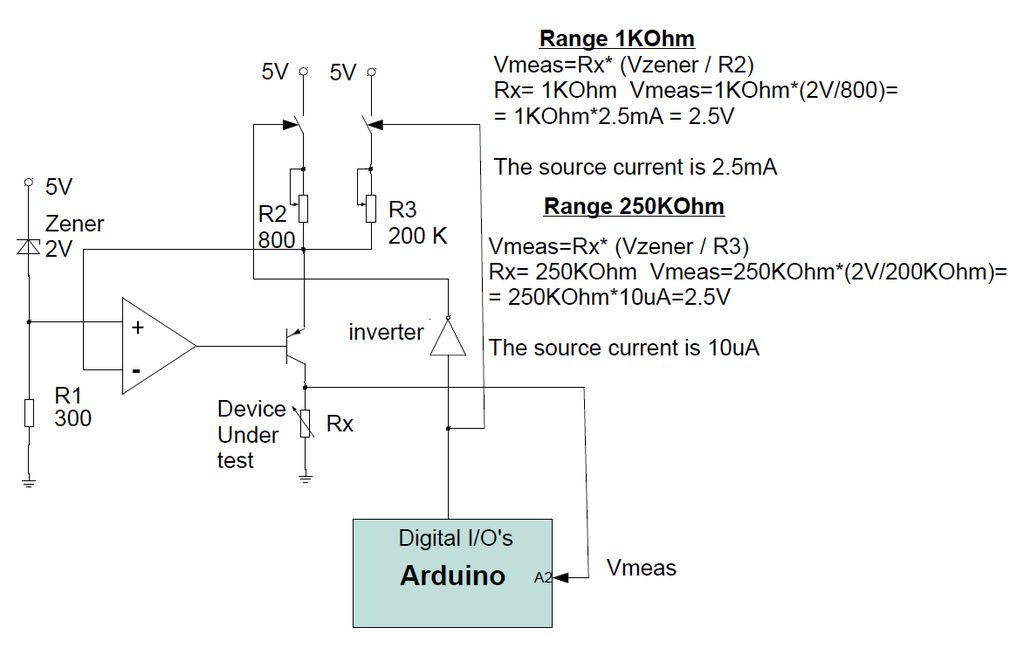 Range 1KOhm
Vmeas=Rx* (Vzener / R2)
Rx= 1KOhm  Vmeas=1KOhm*(2V/800)=
= 1KOhm*2.5mA = 2.5V
The source current is 2.5mA
Range 250KOhm
Vmeas=Rx* (Vzener / R3)
Rx= 250KOhm  Vmeas=250KOhm*(2V/200KOhm)=
= 250KOhm*10uA=2.5V
The source current is 10uA
5V
5V
5V
Zener
2V
R2
800
R3
200 K
+
-
inverter
R1
300
Device
Under
test
Rx
Digital I/O's
Arduino
A2
Vmeas